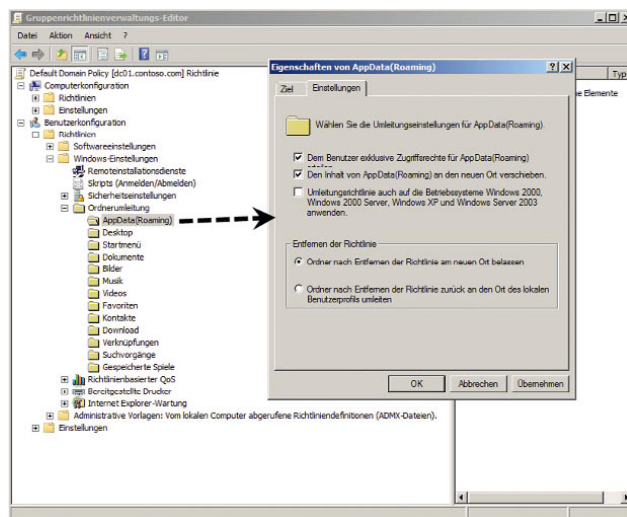 Gruppenrichtlinienverwaltungs-Editor
Datei Aktion Ansicht ?
Default Domain Policy [dc01.contoso.com] Richtlinie
Computerkonfiguration
Richtlinien
Einstellungen
Benutzerkonfiguration
Richtlinien
Softwareeinstellungen
Windows-Einstellungen
Remoteinstallationsdienste
Skripts (Anmelden/Abmelden)
Sicherheitseinstellungen
Ordnerumleitung
AppData(Roaming)
Desktop
Startmenü
Dokumente
Bilder
Musik
Videos
Favoriten
Kontakte
Download
Verknüpfungen
Suchvorgänge
Gespeicherte Spiele
Richtlinienbasierter QoS
Bereitgestellte Drucker
Internet Explorer-Wartung
Administrative Vorlagen: Vom lokalen Computer abgerufene Richtliniendefinitionen (ADMX-Dateien).
Einstellungen
Typ
Elemente
Eigenschaften von AppData(Roaming)
Ziel Einstellungen
Wählen Sie die Umleitungseinstellungen für AppData(Roaming).
Dem Benutzer exklusive Zugriffsrechte für AppData(Roaming)
Den Inhalt von AppData(Roaming) an den neuen Ort verschieben.
Umleitungsrichtlinie auch auf die Betriebssysteme Windows 2000,
Windows 2000 Server, Windows XP und Windows Server 2003
anwenden.
Entfernen der Richtlinie
Ordner nach Entfernen der Richtlinie am neuen Ort belassen
Ordner nach Entfernen der Richtlinie zurück an den Ort des lokalen
Benutzerprofils umleiten
OK Abbrechen Übernehmen